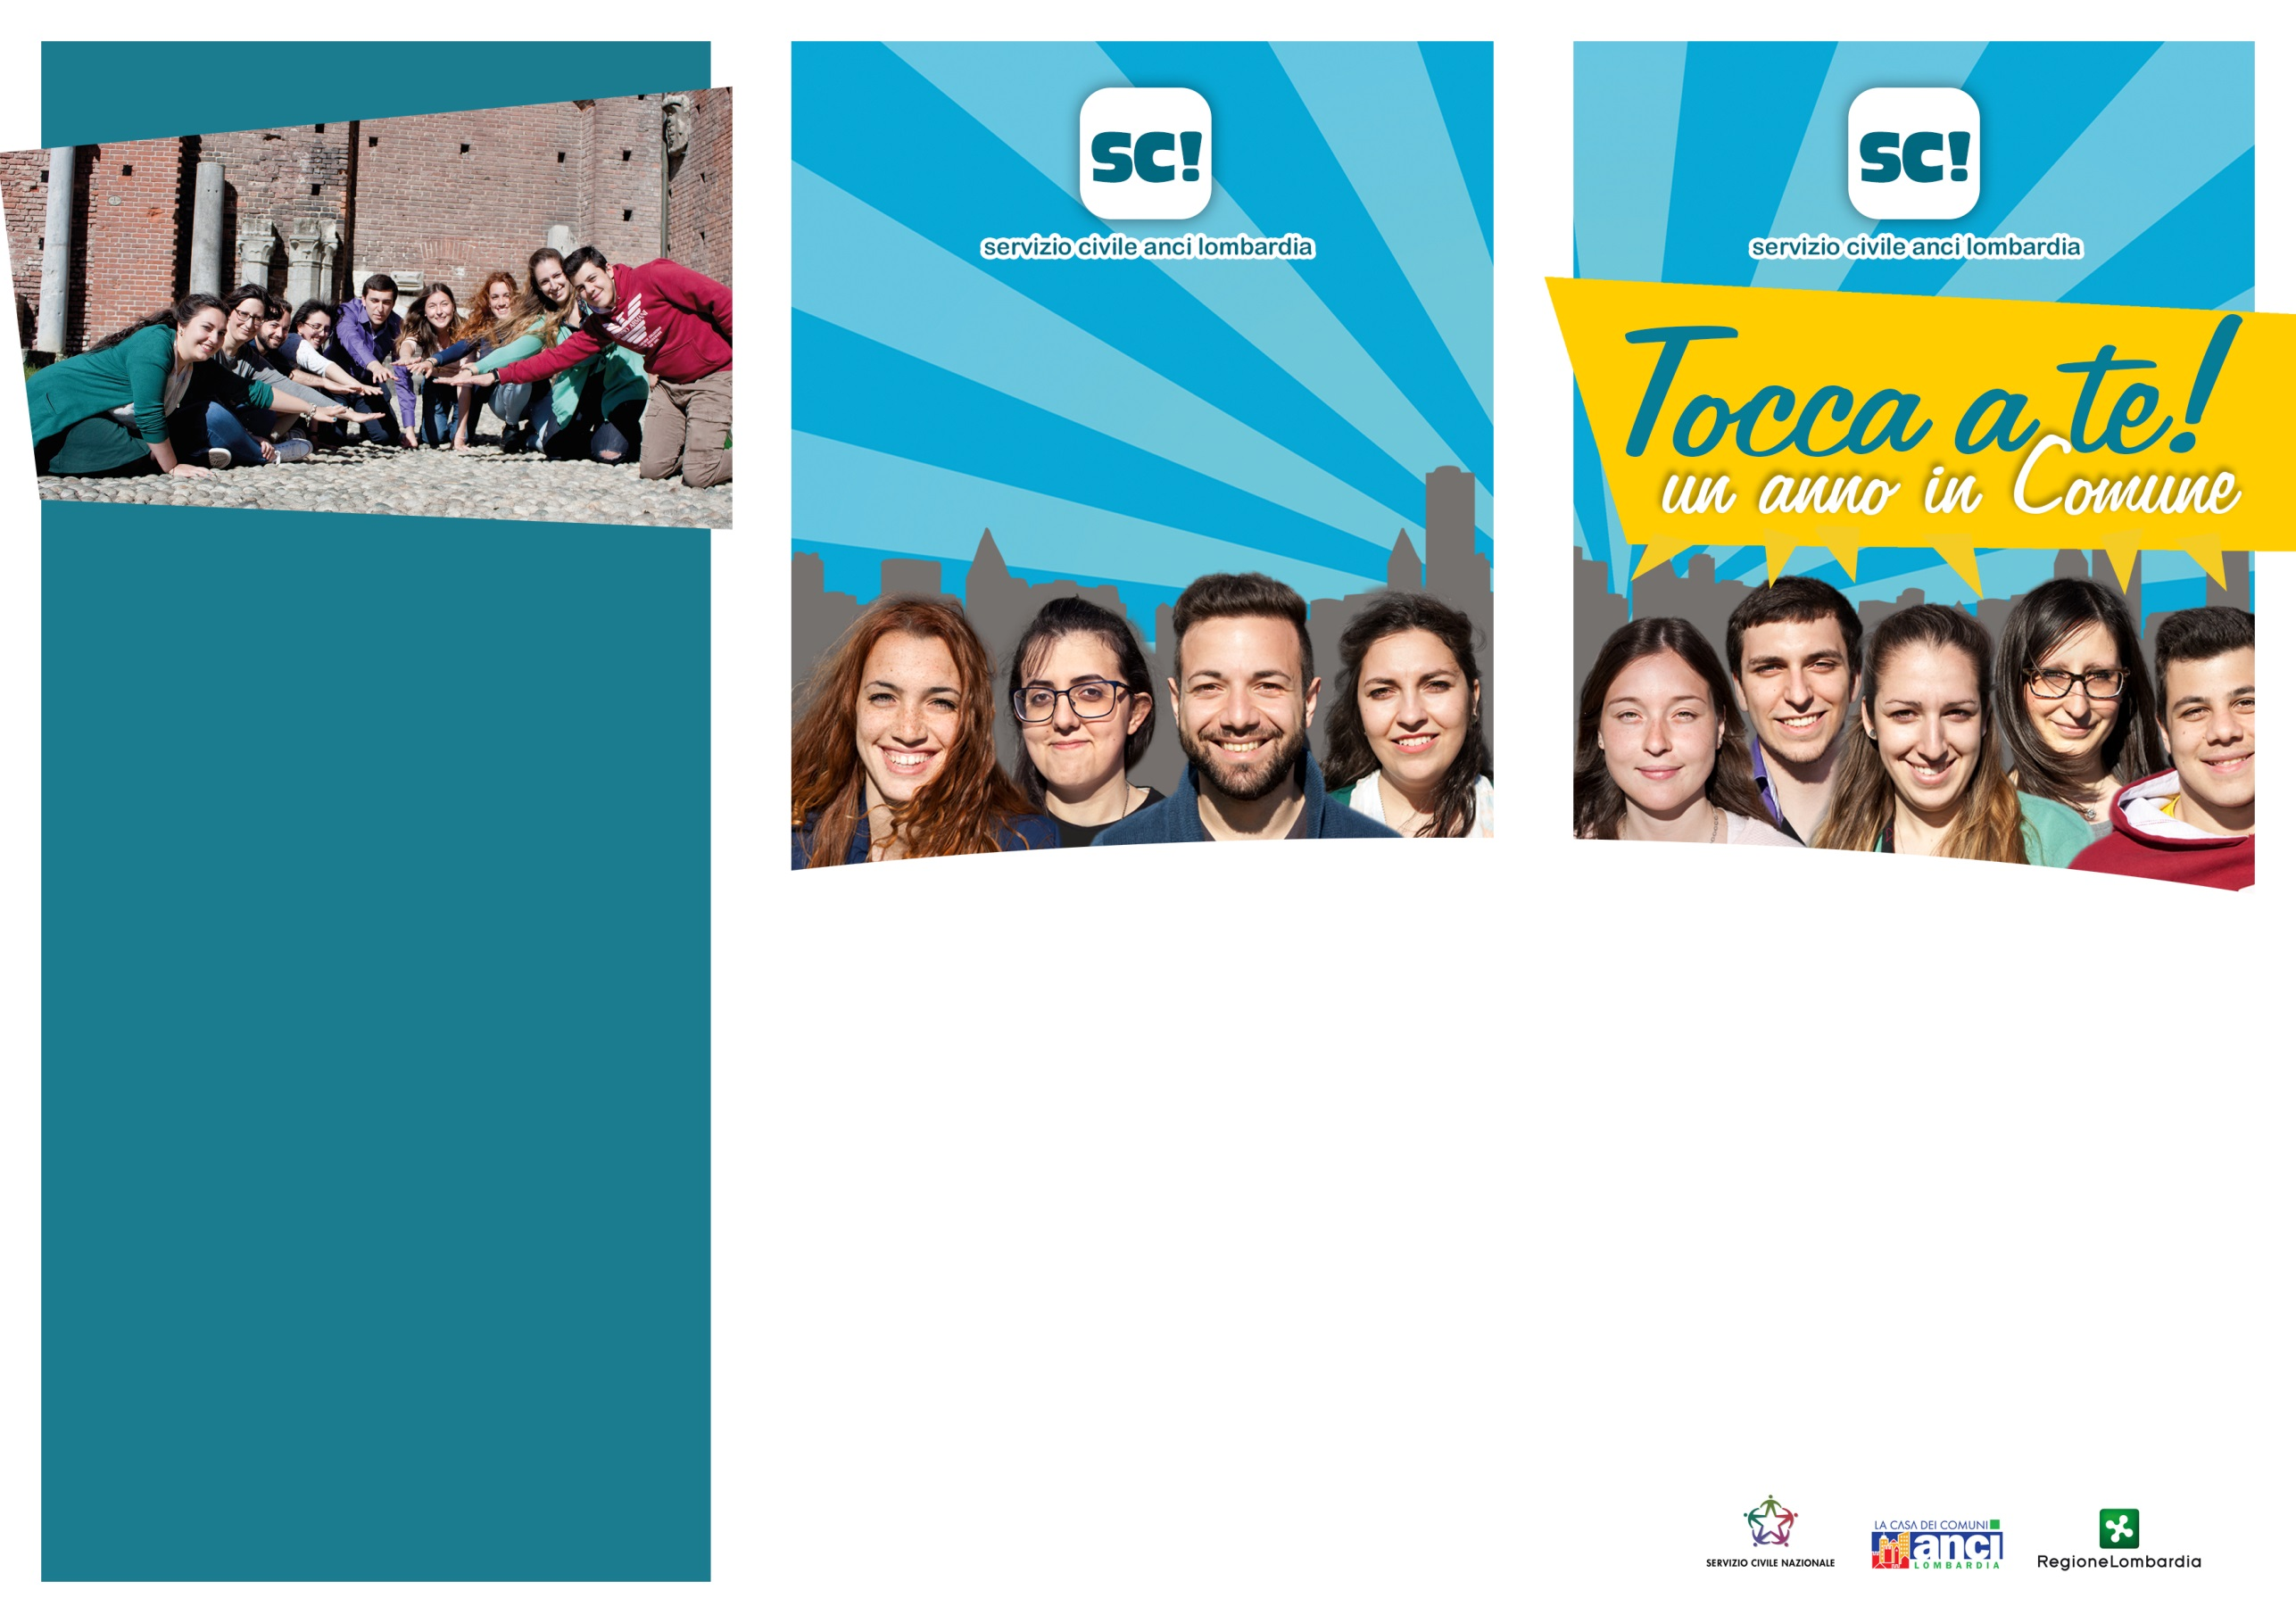 sc!
servizio civile anci lombardia
sc!
servizio civile anci lombardia
Tocca a te!
un anno in Comune
SERVIZIO CIVILE NAZIONALE
LA CASA DEI COMUNI
anci
LOMBARDIA
RegioneLombardia